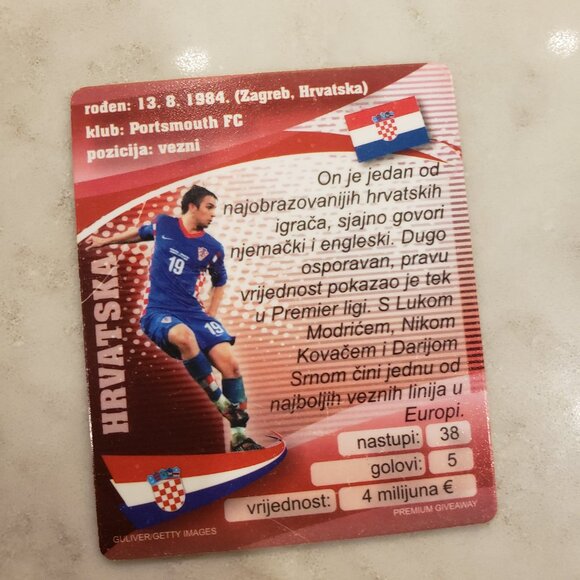 rođen: 13. 8. 1984. (Zagreb, Hrvatska)
klub: Portsmouth FC
pozicija: vezni
HRVATSKA
On je jedan od
najobrazovanijih hrvatskih
igrača, sjajno govori
njemački i engleski. Dugo
osporavan, pravu
vrijednost pokazao je tek
u Premier ligi. S Lukom
Modrićem, Nikom
Kovačem i Darijom
Srnom čini jednu od
najboljih veznih linija u
Europi.
19
19
nastupi: 38
golovi: 5
vrijednost: 4 milijuna €
GULIVER/GETTY IMAGES
PREMIUM GIVEAWAY